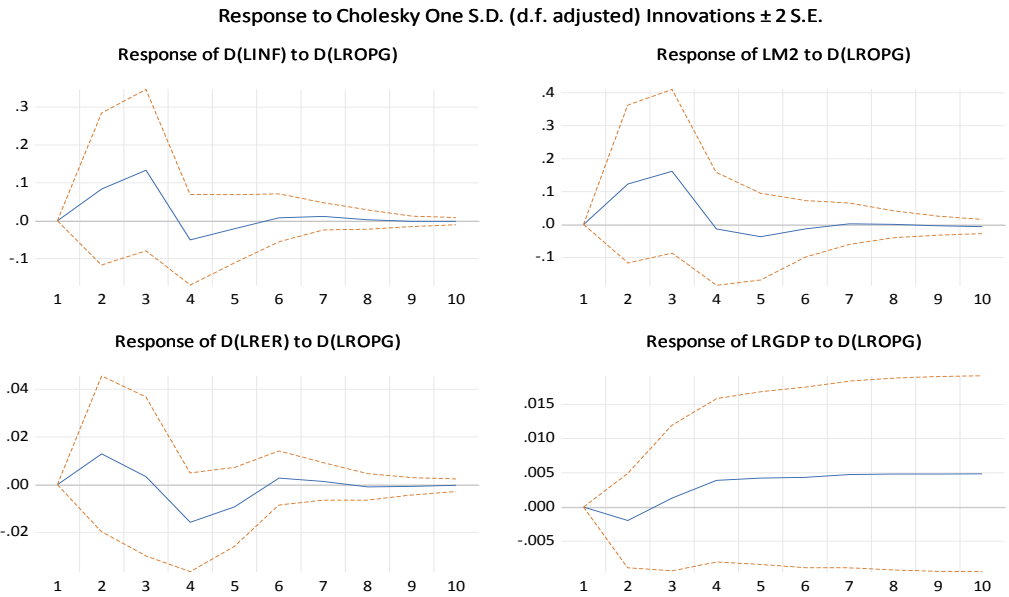 Response to Cholesky One S.D. (d.f. adjusted) Innovations ± 2 S.E.
Response of D(LINF) to D(LROPG)
.3
.2
.1
.0
-.1
1 2 3 4 5 6 7 8 9 10
Response of LM2 to D(LROPG)
.4
.3
.2
.1
.0
-.1
1 2 3 4 5 6 7 8 9 10
Response of D(LRER) to D(LROPG)
.04
.02
.00
-.02
1 2 3 4 5 6 7 8 9 10
Response of LRGDP to D(LROPG)
.015
.010
.005
.000
-.005
1 2 3 4 5 6 7 8 9 10